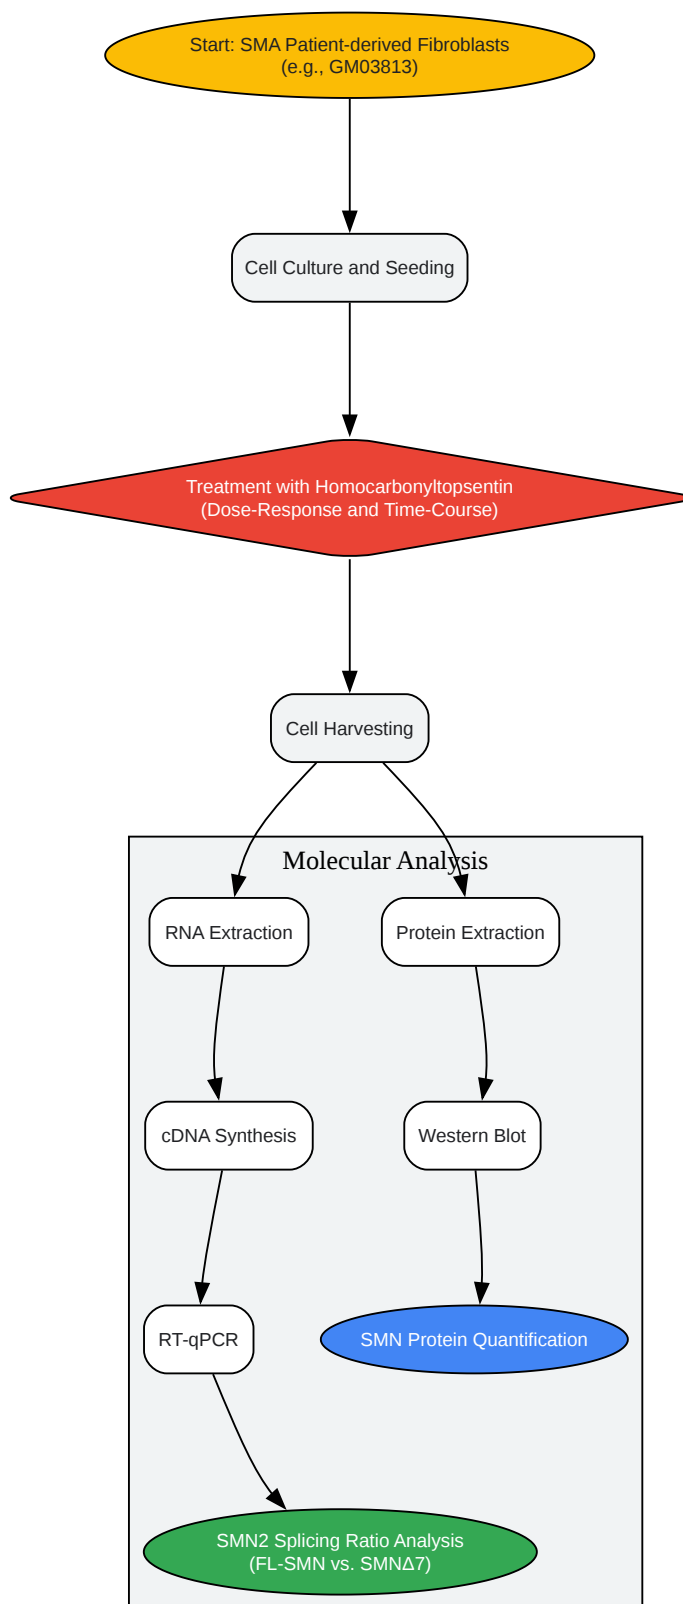 Start: SMA Patient-derived Fibroblasts
(e.g., GM03813)
Cell Culture and Seeding
Treatment with Homocarbonyltopsentin
(Dose-Response and Time-Course)
Cell Harvesting
Molecular Analysis
RNA Extraction
Protein Extraction
cDNA Synthesis
Western Blot
RT-qPCR
SMN Protein Quantification
SMN2 Splicing Ratio Analysis
(FL-SMN vs. SMNΔ7)